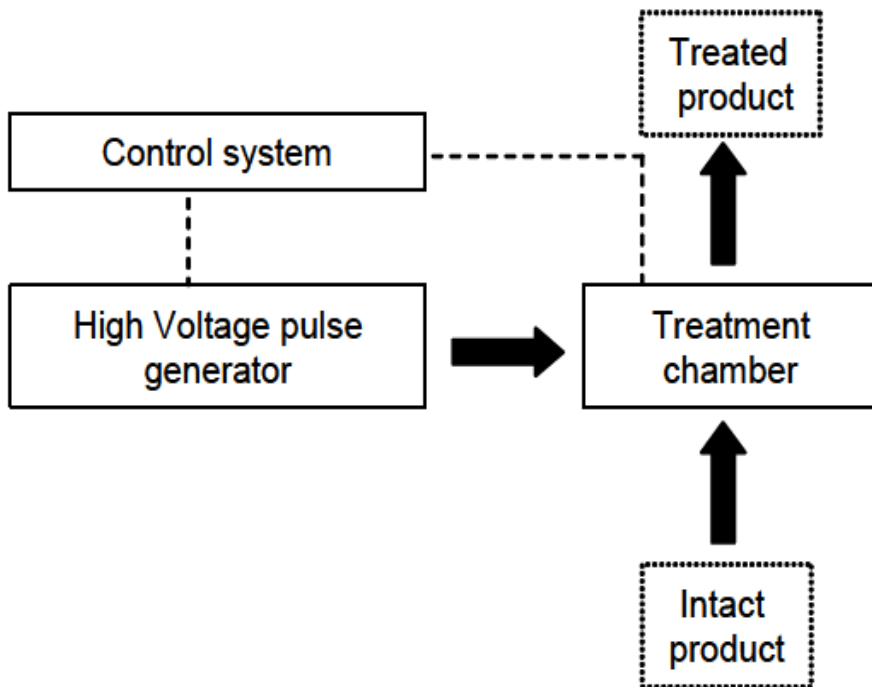 Treated
product
Control system
High Voltage pulse
generator
Treatment
chamber
Intact
product